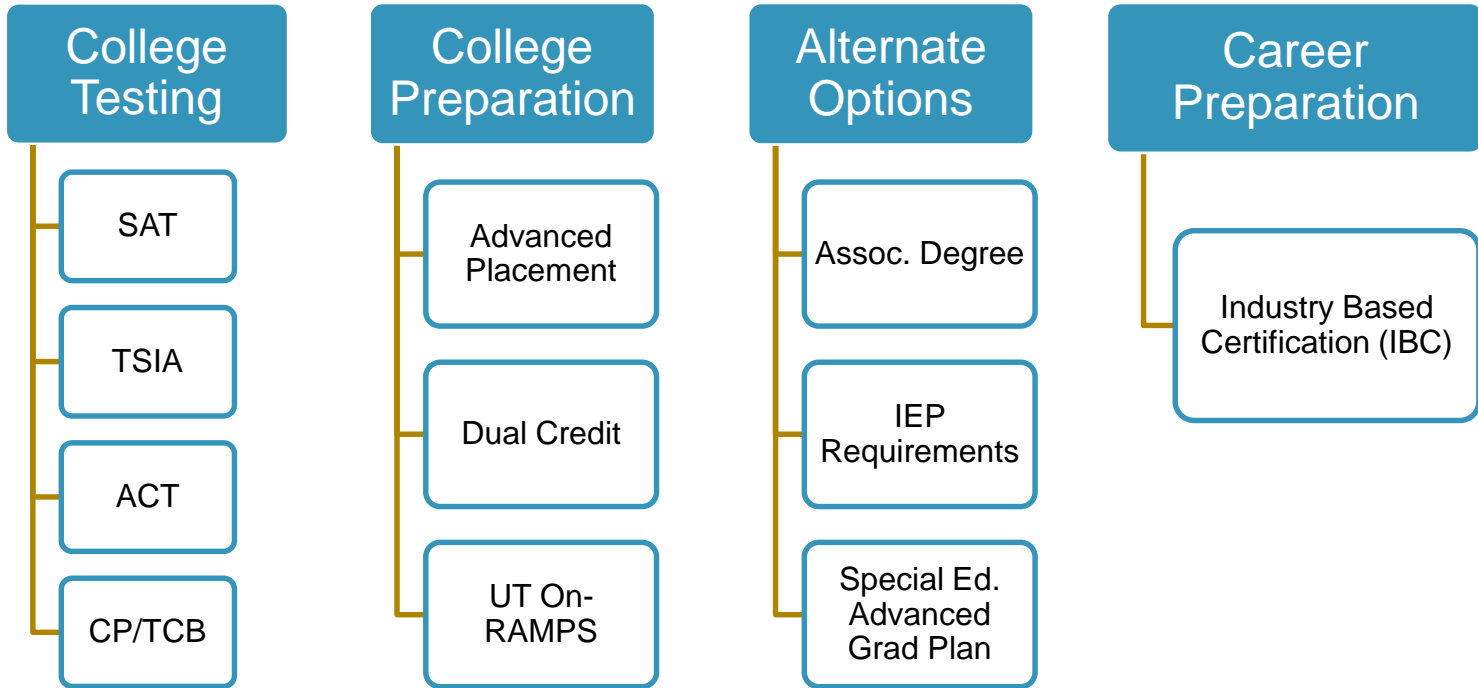 College
Testing
SAT
TSIA
ACT
CP/TCB
College
Preparation
Advanced
Placement
Dual Credit
UT On-
RAMPS
Alternate
Options
Assoc. Degree
IEP
Requirements
Special Ed.
Advanced
Grad Plan
Career
Preparation
Industry Based
Certification (IBC)